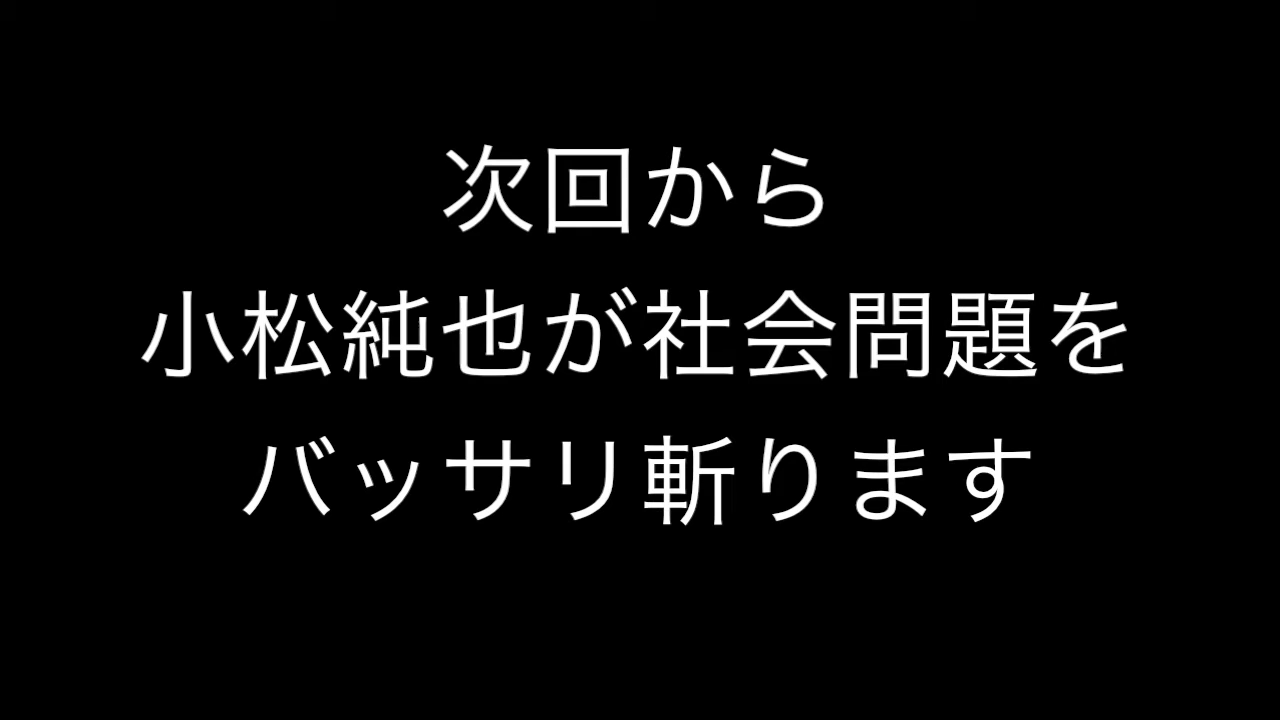 次回から
小松純也が社会問題を
バッサリ斬ります